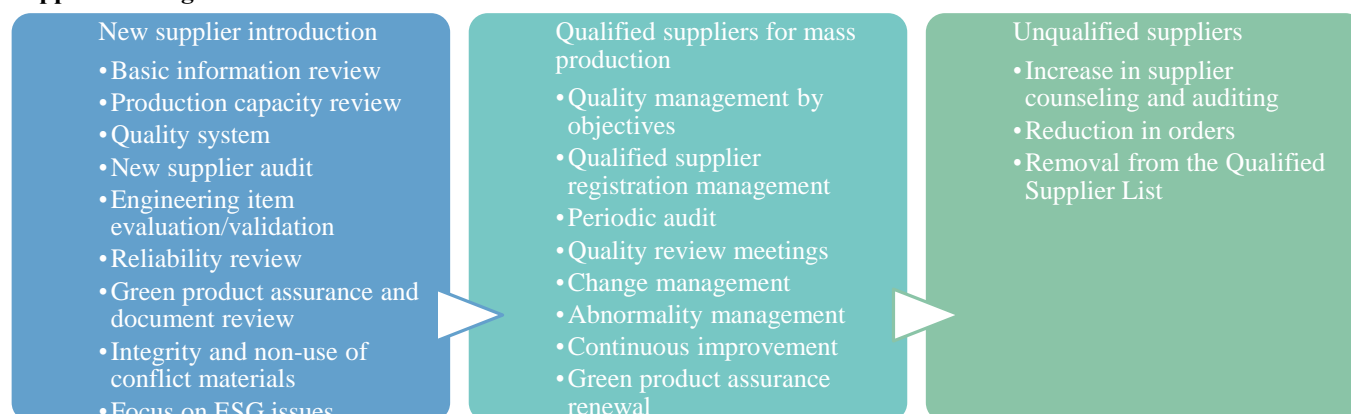 New supplier introduction
•Basic information review
•Production capacity review
•Quality system
•New supplier audit
•Engineering item
evaluation/validation
•Reliability review
•Green product assurance and
document review
•Integrity and non-use of
conflict materials
•Focus on ESG issues
Qualified suppliers for mass
production
•Quality management by
objectives
•Qualified supplier
registration management
•Periodic audit
•Quality review meetings
•Change management
•Abnormality management
•Continuous improvement
•Green product assurance
renewal
Unqualified suppliers
•Increase in supplier
counseling and auditing
•Reduction in orders
•Removal from the Qualified
Supplier List